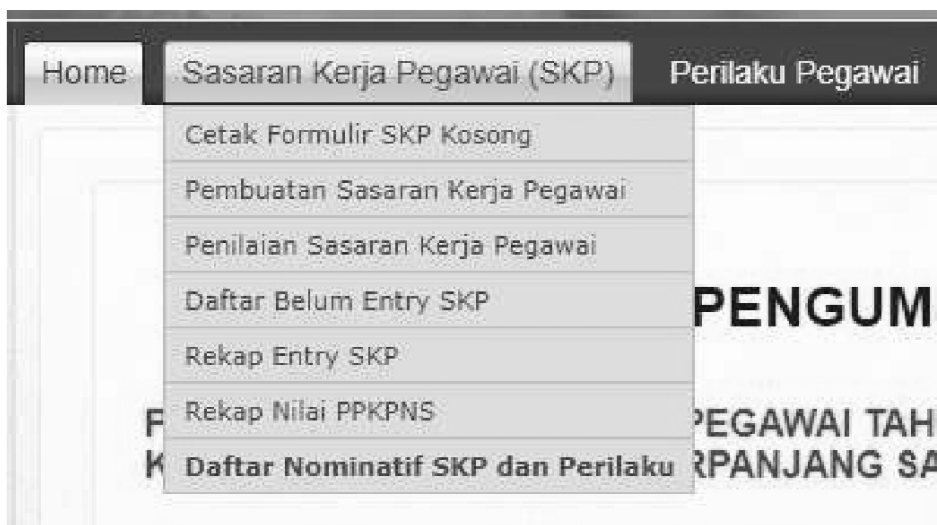 Home Sasaran Kerja Pegawai (SKP) Perilaku Pegawai
Cetak Formulir SKP Kosong
Pembuatan Sasaran Kerja Pegawai
Penilaian Sasaran Kerja Pegawai
Daftar Belum Entry SKP
PENGUM
Rekap Entry SKP
Rekap Nilai PPKPNS
PEGAWAI TAH
Daftar Nominatif SKP dan Perilaku
RPANJANG SA